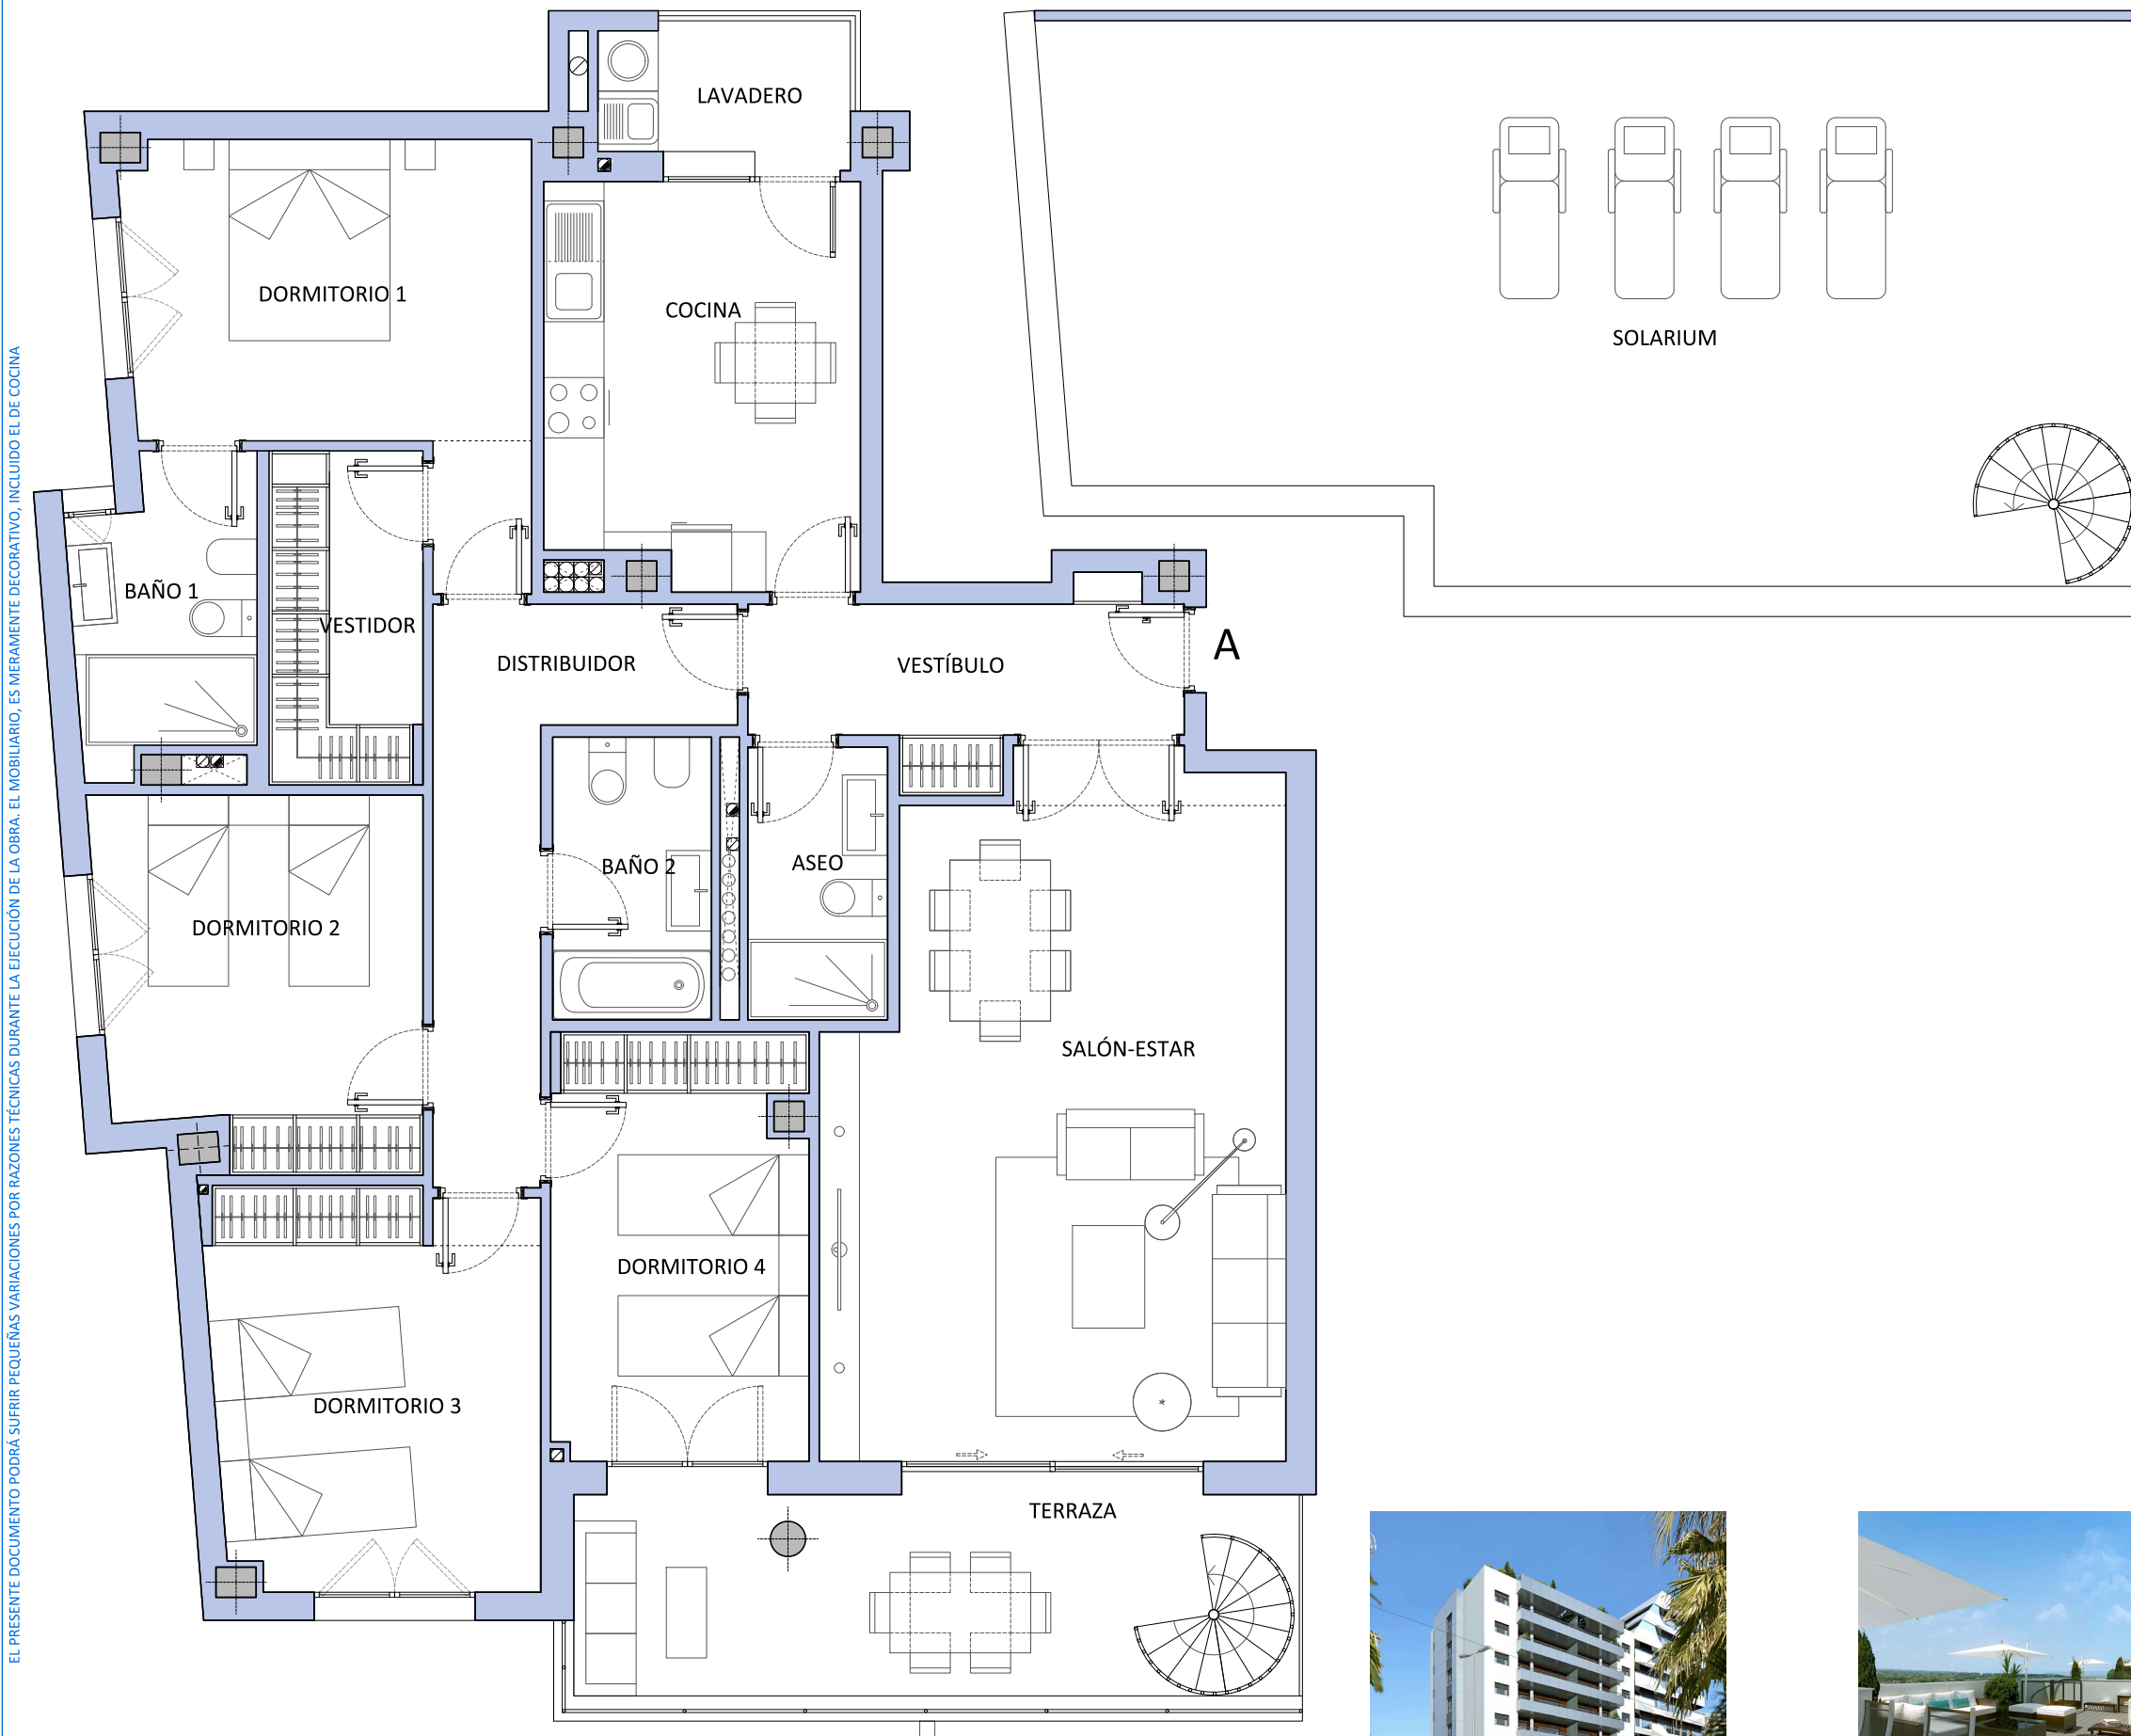 LAVADERO
DORMITORIO 1
COCINA
SOLARIUM
BAÑO 1
VESTIDOR
DISTRIBUIDOR
VESTÍBULO
A
BAÑO 2
ASEO
DORMITORIO 2
SALÓN-ESTAR
DORMITORIO 4
DORMITORIO 3
TERRAZA
EL PRESENTE DOCUMENTO PODRÁ SUFRIR PEQUEÑAS VARIACIONES POR RAZONES TÉCNICAS DURANTE LA EJECUCIÓN DE LA OBRA. EL MOBILIARIO, ES MERAMENTE DECORATIVO, INCLUIDO EL DE COCINA